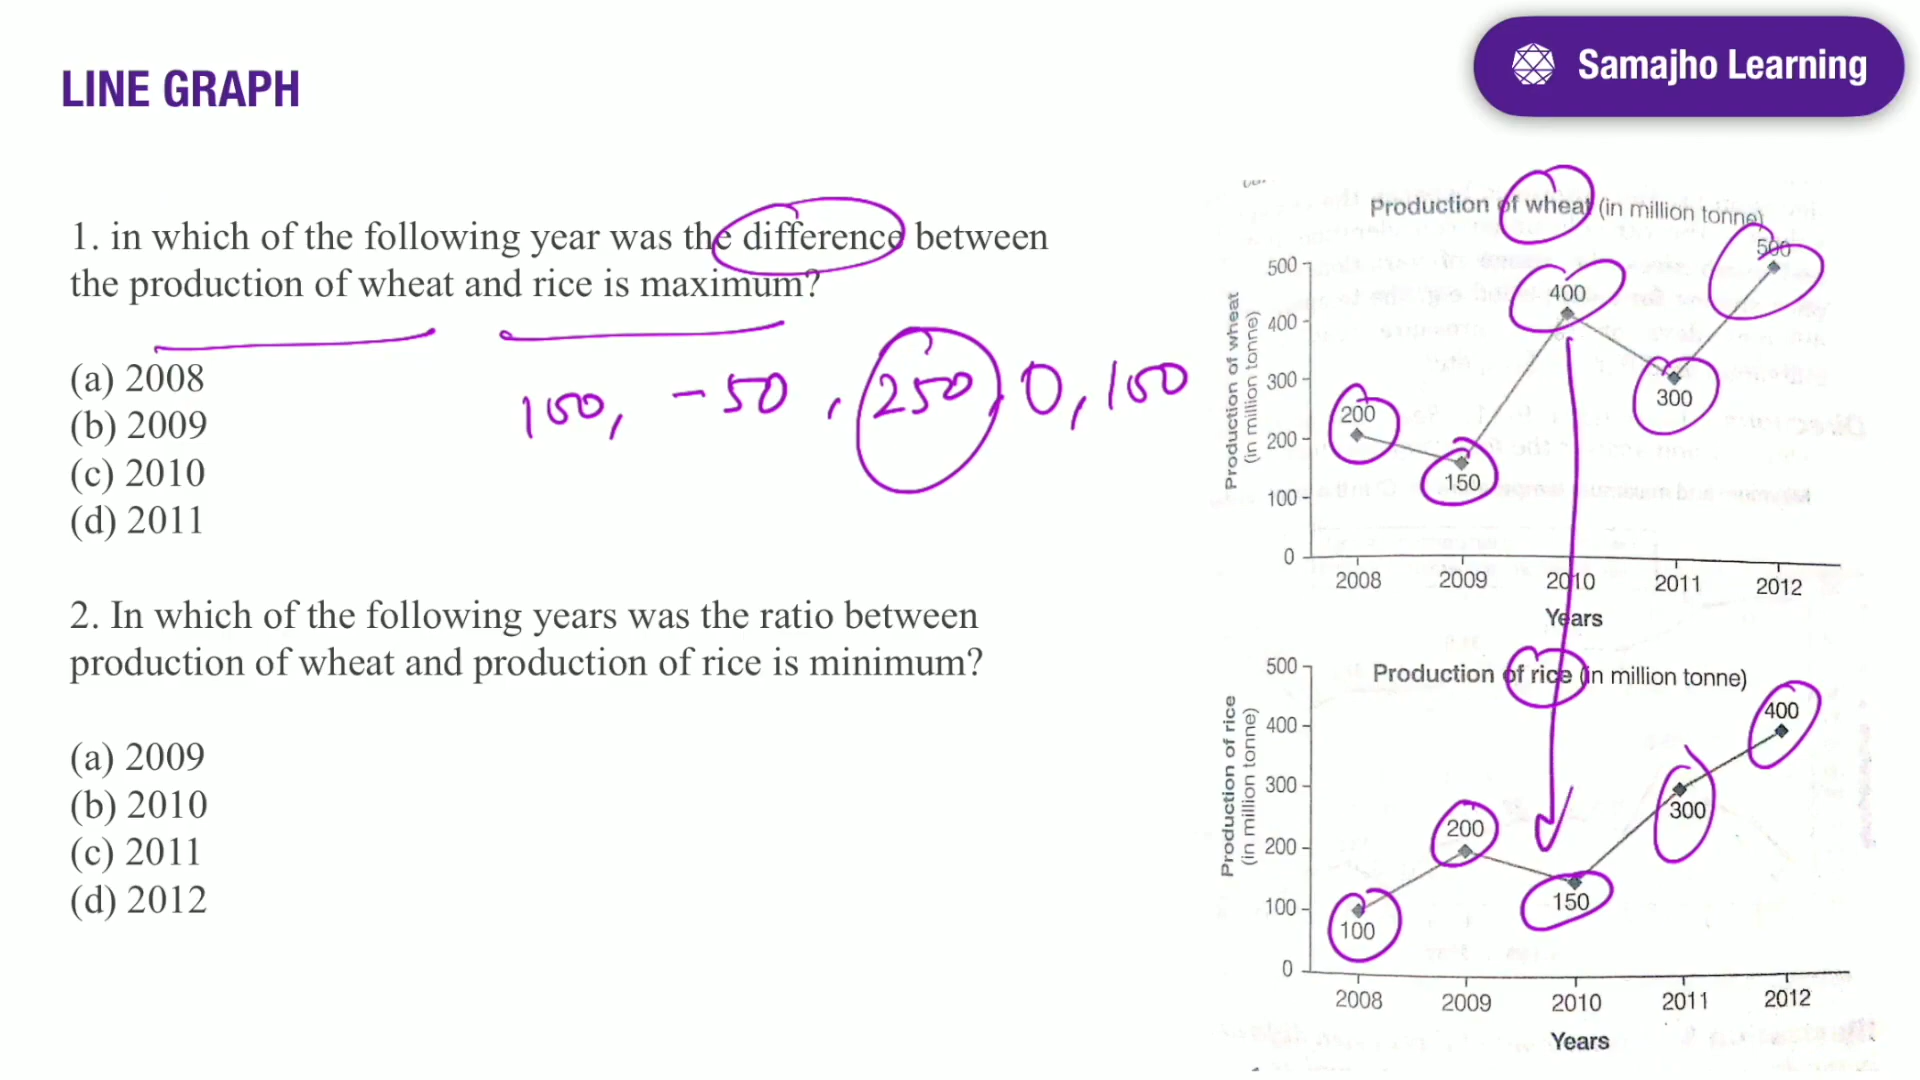 LINE GRAPH
Samajho Learning
1. in which of the following year was the difference between
the production of wheat and rice is maximum?
(a) 2008
(b) 2009
(c) 2010
(d) 2011
150, -50, 250, 0, 150
2. In which of the following years was the ratio between
production of wheat and production of rice is minimum?
(a) 2009
(b) 2010
(c) 2011
(d) 2012
Production of wheat (in million tonne)
Production of wheat
(in million tonne)
500
400
300
200
100
0
200
150
400
300
500
2008 2009 2010 2011 2012
Years
Production of rice (in million tonne)
Production of rice
(in million tonne)
500
400
300
200
100
0
100
200
150
300
400
2008 2009 2010 2011 2012
Years